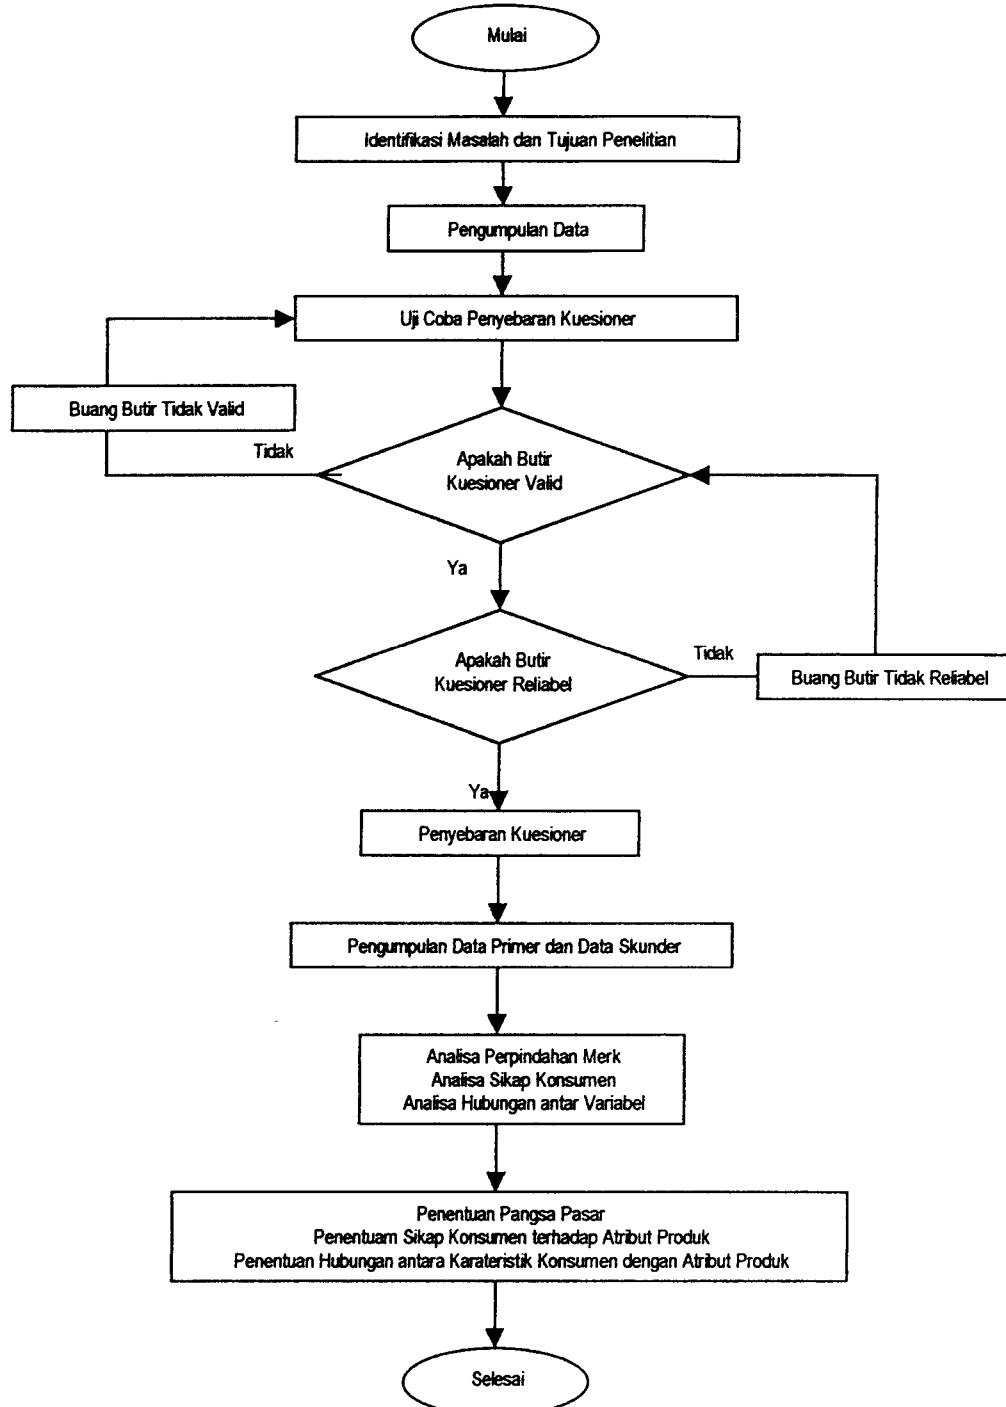 Mulai
Identifikasi Masalah dan Tujuan Penelitian
Pengumpulan Data
Uji Coba Penyebaran Kuesioner
Buang Butir Tidak Valid
Tidak
Apakah Butir
Kuesioner Valid
Ya
Apakah Butir
Kuesioner Reliabel
Tidak
Buang Butir Tidak Reliabel
Ya
Penyebaran Kuesioner
Pengumpulan Data Primer dan Data Skunder
Analisa Perpindahan Merk
Analisa Sikap Konsumen
Analisa Hubungan antar Variabel
Penentuan Pangsa Pasar
Penentuam Sikap Konsumen terhadap Atribut Produk
Penentuan Hubungan antara Karateristik Konsumen dengan Atribut Produk
Selesai